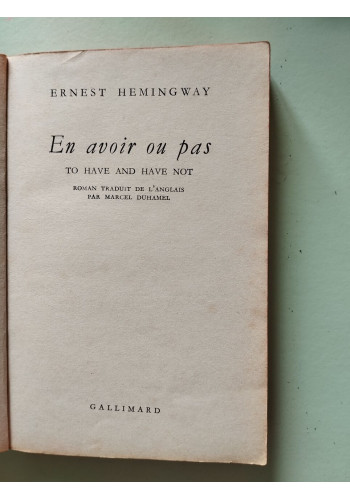 ERNEST HEMINGWAY
En avoir ou pas
TO HAVE AND HAVE NOT
ROMAN TRADUIT DE L'ANGLAIS
PAR MARCEL DUHAMEL
GALLIMARD